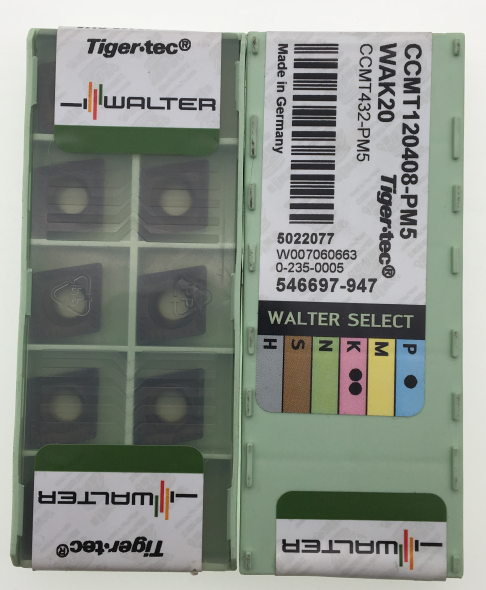 Tiger·tec®
WALTER
WALTER
Tiger·tec®
CCMT120408-PM5
WAK20
CCMT432-PM5
Tiger·tec®
Made in Germany
5022077
W007060663
0-235-0005
546697-947
WALTER SELECT
P
M
K
N
S
H
WALTER